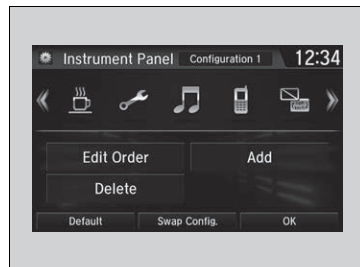 Instrument Panel Configuration 1 12:34
Edit Order Add
Delete
Default Swap Config. OK